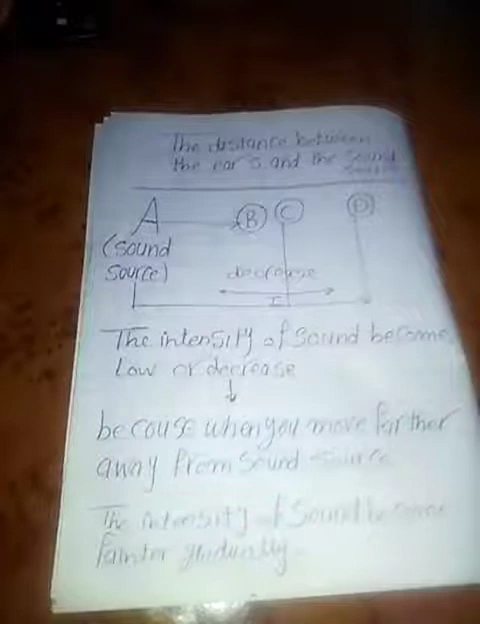 The distance between
the ear s and the sound
A B C D
(sound
source)
decrease
I
The intensity of sound become
Low or decrease
because when you move farther
away from sound source
The intensity of sound become
fainter gradually.